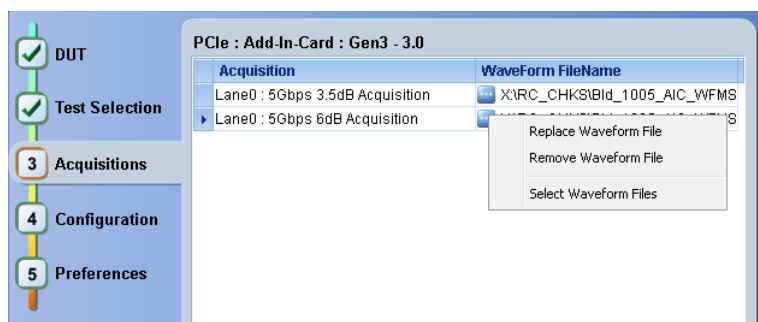 DUT
Test Selection
3 Acquisitions
4 Configuration
5 Preferences
PCIe : Add-In-Card : Gen3 - 3.0
Acquisition WaveForm FileName
Lane0 : 5Gbps 3.5dB Acquisition X:\RC_CHKS\Bld_1005_AIC_WFMS
Lane0 : 5Gbps 6dB Acquisition
Replace Waveform File
Remove Waveform File
Select Waveform Files